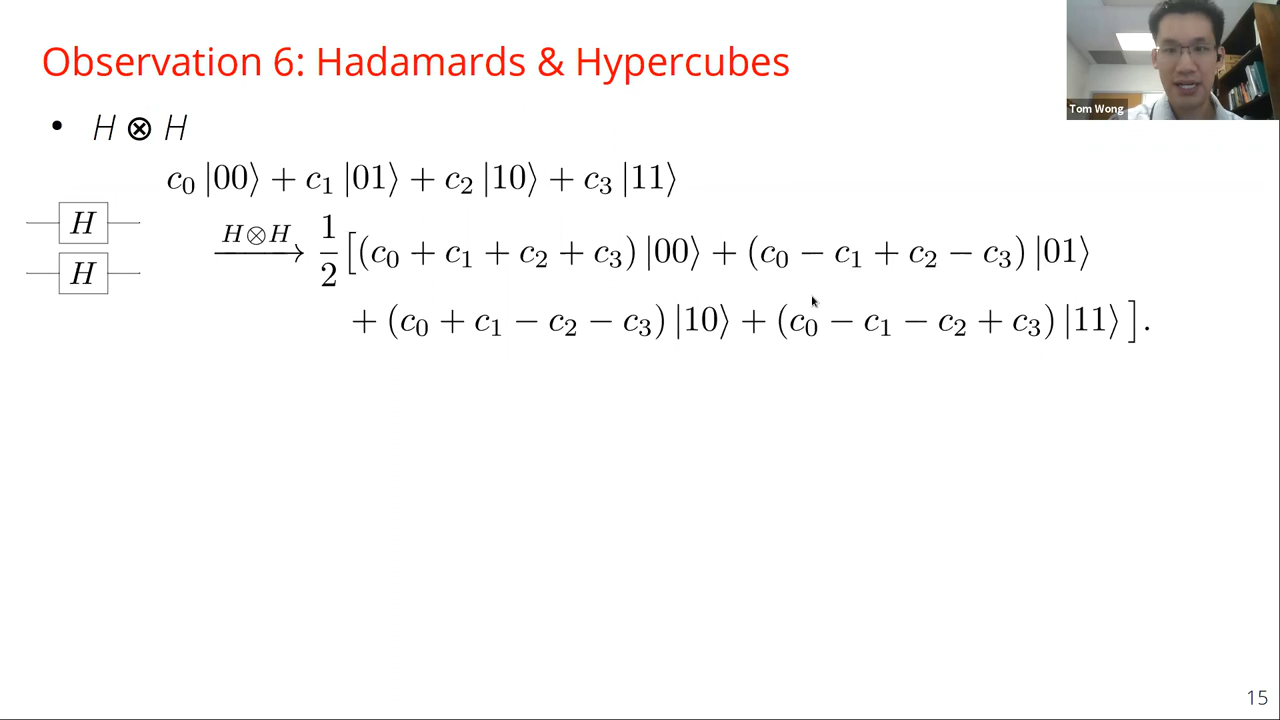 Observation 6: Hadamards & Hypercubes
Tom Wong
• H ⊗ H
c₀ |00⟩ + c₁ |01⟩ + c₂ |10⟩ + c₃ |11⟩
H
H
H⊗H → 1/2 [(c₀ + c₁ + c₂ + c₃) |00⟩ + (c₀ − c₁ + c₂ − c₃) |01⟩
+ (c₀ + c₁ − c₂ − c₃) |10⟩ + (c₀ − c₁ − c₂ + c₃) |11⟩ ].
15